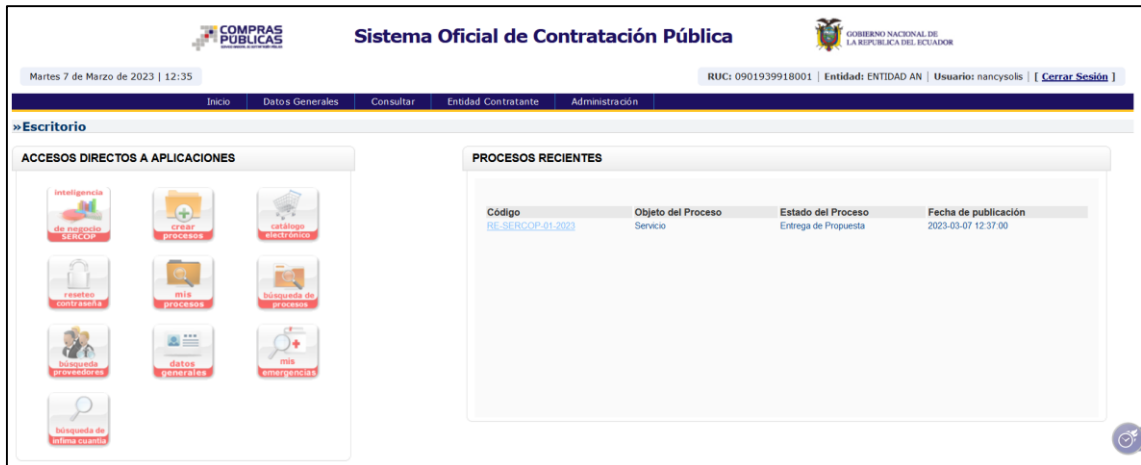 COMPRAS
PÚBLICAS
Sistema Oficial de Contratación Pública
GOBIERNO NACIONAL DE
LA REPUBLICA DEL ECUADOR
Martes 7 de Marzo de 2023 | 12:35
RUC: 0901939918001 | Entidad: ENTIDAD AN | Usuario: nancysolis | [ Cerrar Sesión ]
Inicio Datos Generales Consultar Entidad Contratante Administración
»Escritorio
ACCESOS DIRECTOS A APLICACIONES
inteligencia
de negocio
SERCOP
crear
procesos
catálogo
electrónico
reseteo
contraseña
mis
procesos
búsqueda de
procesos
búsqueda
proveedores
datos
generales
mis
emergencias
búsqueda de
ínfima cuantía
PROCESOS RECIENTES
Código Objeto del Proceso Estado del Proceso Fecha de publicación
RE-SERCOP-01-2023 Servicio Entrega de Propuesta 2023-03-07 12:37:00